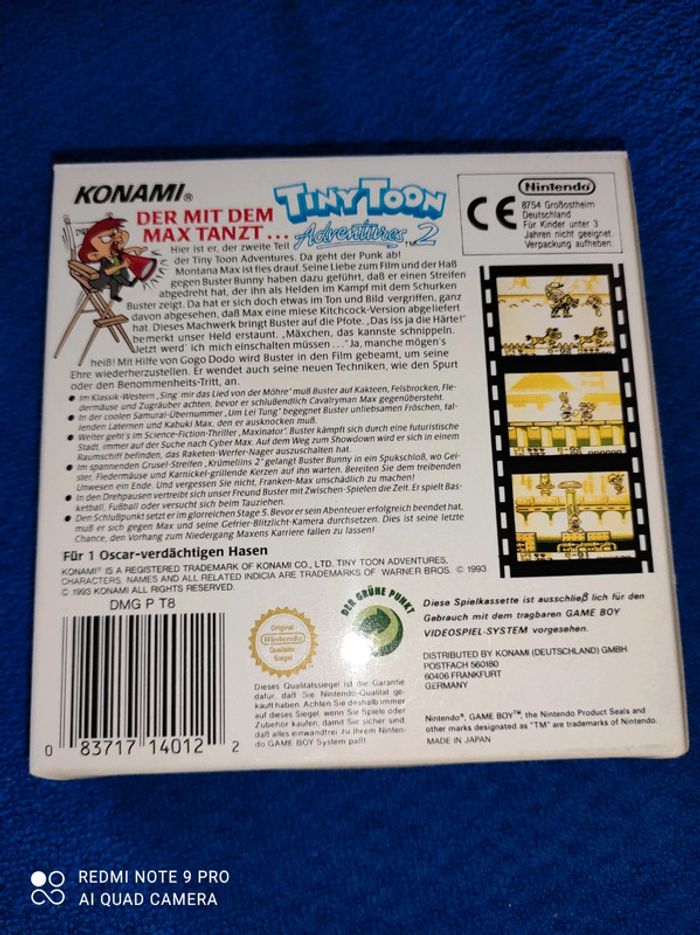 KONAMI®
TINY TOON
Adventures 2™
DER MIT DEM
MAX TANZT...
Hier ist er, der zweite Teil
der Tiny Toon Adventures. Da geht der Punk ab!
Montana Max ist fies drauf. Seine Liebe zum Film und der Haß
gegen Buster Bunny haben dazu geführt, daß er einen Streifen
abgedreht hat, der ihn als Helden im Kampf mit dem Schurken
Buster zeigt. Da hat er sich doch etwas im Ton und Bild vergriffen, ganz
davon abgesehen, daß Max eine miese Kitchcock-Version abgeliefert
hat. Dieses Machwerk bringt Buster auf die Pfote. „Das iss ja die Härte!"
bemerkt unser Held erstaunt. „Mäxchen, das kannste schnippeln.
Jetzt werd' ich mich einschalten müssen ..." Ja, manche mögen's
heiß! Mit Hilfe von Gogo Dodo wird Buster in den Film gebeamt, um seine
Ehre wiederherzustellen. Er wendet auch seine neuen Techniken, wie den Spurt
oder den Benommenheits-Tritt, an.
● Im Klassik-Western „Sing mir das Lied von der Möhre" muß Buster auf Kakteen, Felsbrocken, Fle-
dermäuse und Zugräuber achten, bevor er schlußendlich Cavalryman Max gegenübersteht.
● In der coolen Samurai-Übernummer „Um Lei Tung" begegnet Buster unliebsamen Fröschen, fal-
lenden Laternen und Kabuki Max, den er ausknocken muß.
● Weiter geht's im Science-Fiction-Thriller „Maxinator". Buster kämpft sich durch eine futuristische
Stadt, immer auf der Suche nach Cyber Max. Auf dem Weg zum Showdown wird er sich in einem
Raumschiff befinden, das Raketen-Werfer-Nager auszuschalten hat.
● Im spannenden Grusel-Streifen „Krümeliins 2" gelangt Buster Bunny in ein Spukschloß, wo Gei-
ster, Fledermäuse und Karnickel-grillende Kerzen auf ihn warten. Bereiten Sie dem treibenden
Unwesen ein Ende. Und vergessen Sie nicht, Franken-Max unschädlich zu machen!
● In den Drehpausen vertreibt sich unser Freund Buster mit Zwischen-Spielen die Zeit. Er spielt Bas-
ketball, Fußball oder versucht sich beim Tauziehen.
● Den Schlußpunkt setzt er im glorreichen Stage 5. Bevor er sein Abenteuer erfolgreich beendet hat,
muß er sich gegen Max und seine Gefrier-Blitzlicht-Kamera durchsetzen. Dies ist seine letzte
Chance, den Vorhang zum Niedergang Maxens Karriere fallen zu lassen!
Für 1 Oscar-verdächtigen Hasen
KONAMI® IS A REGISTERED TRADEMARK OF KONAMI CO., LTD. TINY TOON ADVENTURES,
CHARACTERS, NAMES AND ALL RELATED INDICIA ARE TRADEMARKS OF WARNER BROS. © 1993
© 1993 KONAMI ALL RIGHTS RESERVED.
CE
Nintendo
8754 Großostheim
Deutschland
Für Kinder unter 3
Jahren nicht geeignet.
Verpackung aufheben.
DMG P T8
0 83717 14012 2
Original
Nintendo
Qualitäts
Siegel
Dieses Qualitätssiegel ist die Garantie
dafür, daß Sie Nintendo-Qualität ge-
kauft haben. Achten Sie deshalb immer
auf dieses Siegel, wenn Sie Spiele oder
Zubehör kaufen, damit Sie sicher sind,
daß alles einwandfrei zu Ihrem Ninten-
do GAME BOY System paßt.
DER GRÜNE PUNKT
Diese Spielkassette ist ausschließlich für den
Gebrauch mit dem tragbaren GAME BOY
VIDEOSPIEL-SYSTEM vorgesehen.
DISTRIBUTED BY KONAMI (DEUTSCHLAND) GMBH
POSTFACH 560180
60406 FRANKFURT
GERMANY
Nintendo®, GAME BOY™, the Nintendo Product Seals and
other marks designated as "TM" are trademarks of Nintendo.
MADE IN JAPAN
REDMI NOTE 9 PRO
AI QUAD CAMERA